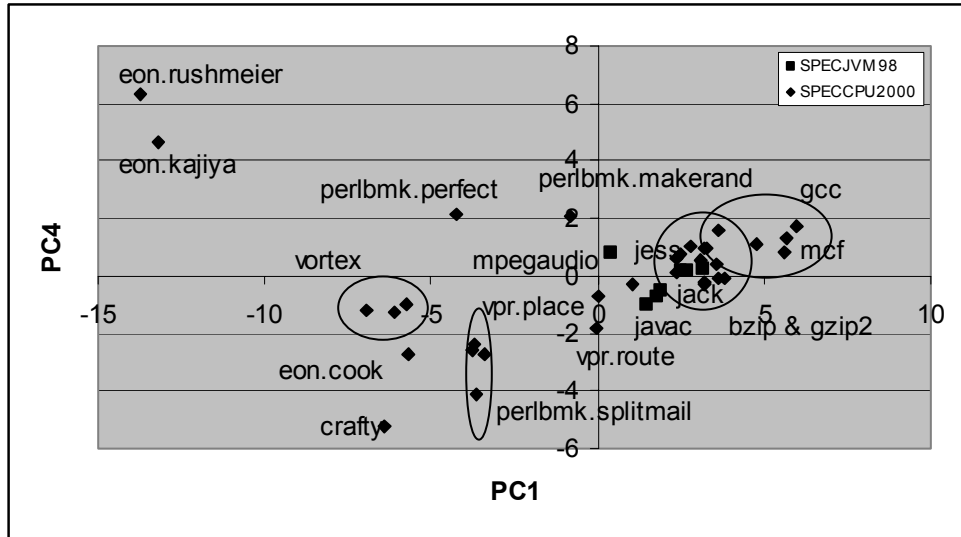 8
eon.rushmeier
SPECJVM98
SPECCPU2000
6
4
eon.kajiya
perlbmk.perfect
perlbmk.makerand
gcc
2
PC4
vortex
mpegaudio
jess
mcf
0
-15
-10
-5
0
5
10
vpr.place
jack
javac
bzip & gzip2
-2
vpr.route
eon.cook
-4
perlbmk.splitmail
crafty
-6
PC1